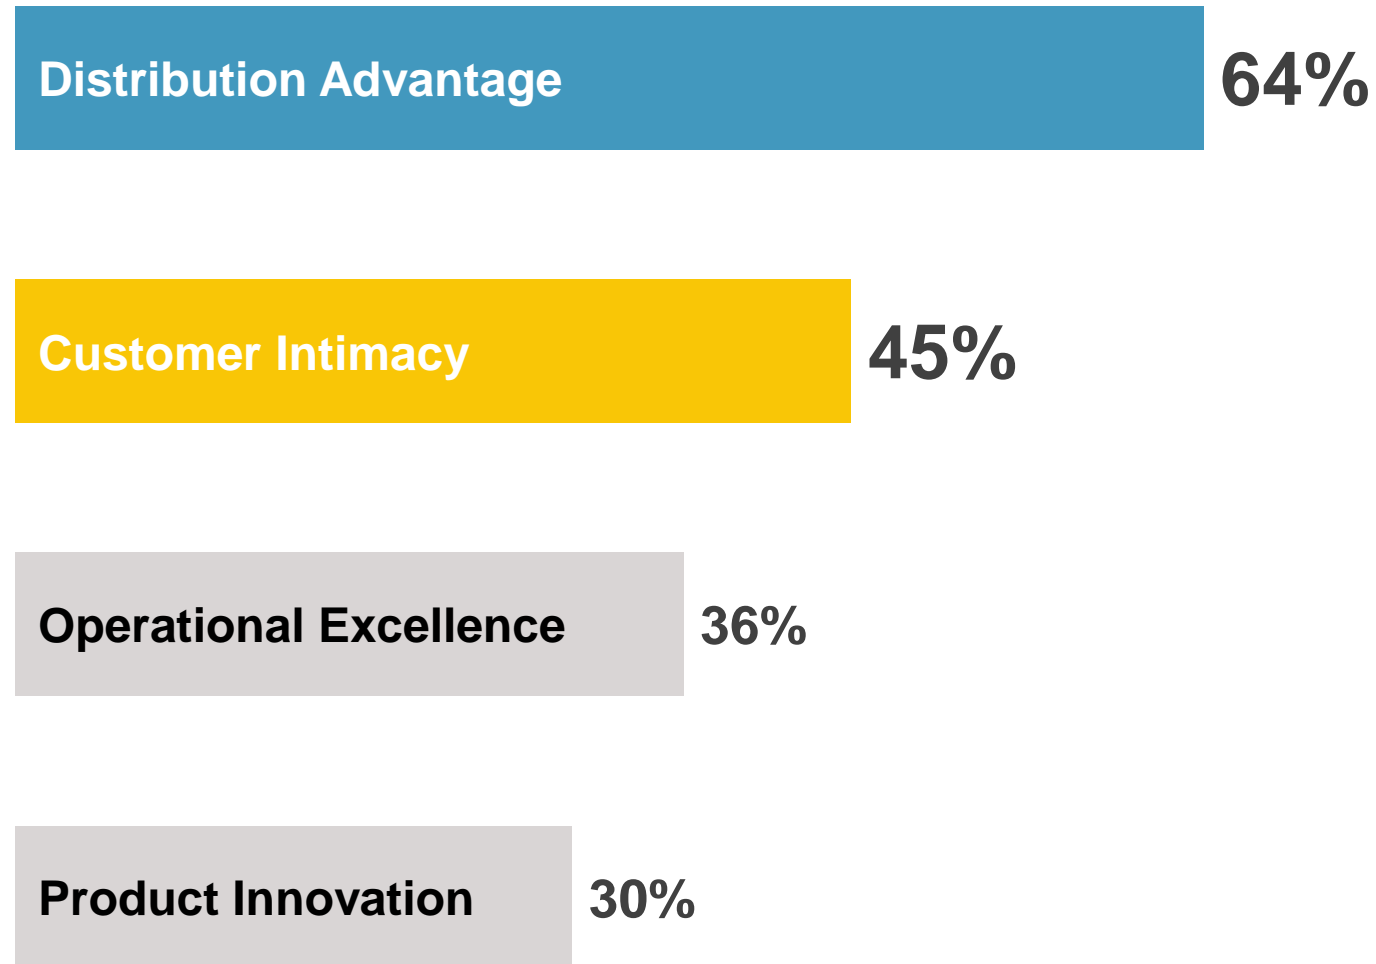 Distribution Advantage 64%
Customer Intimacy 45%
Operational Excellence 36%
Product Innovation 30%